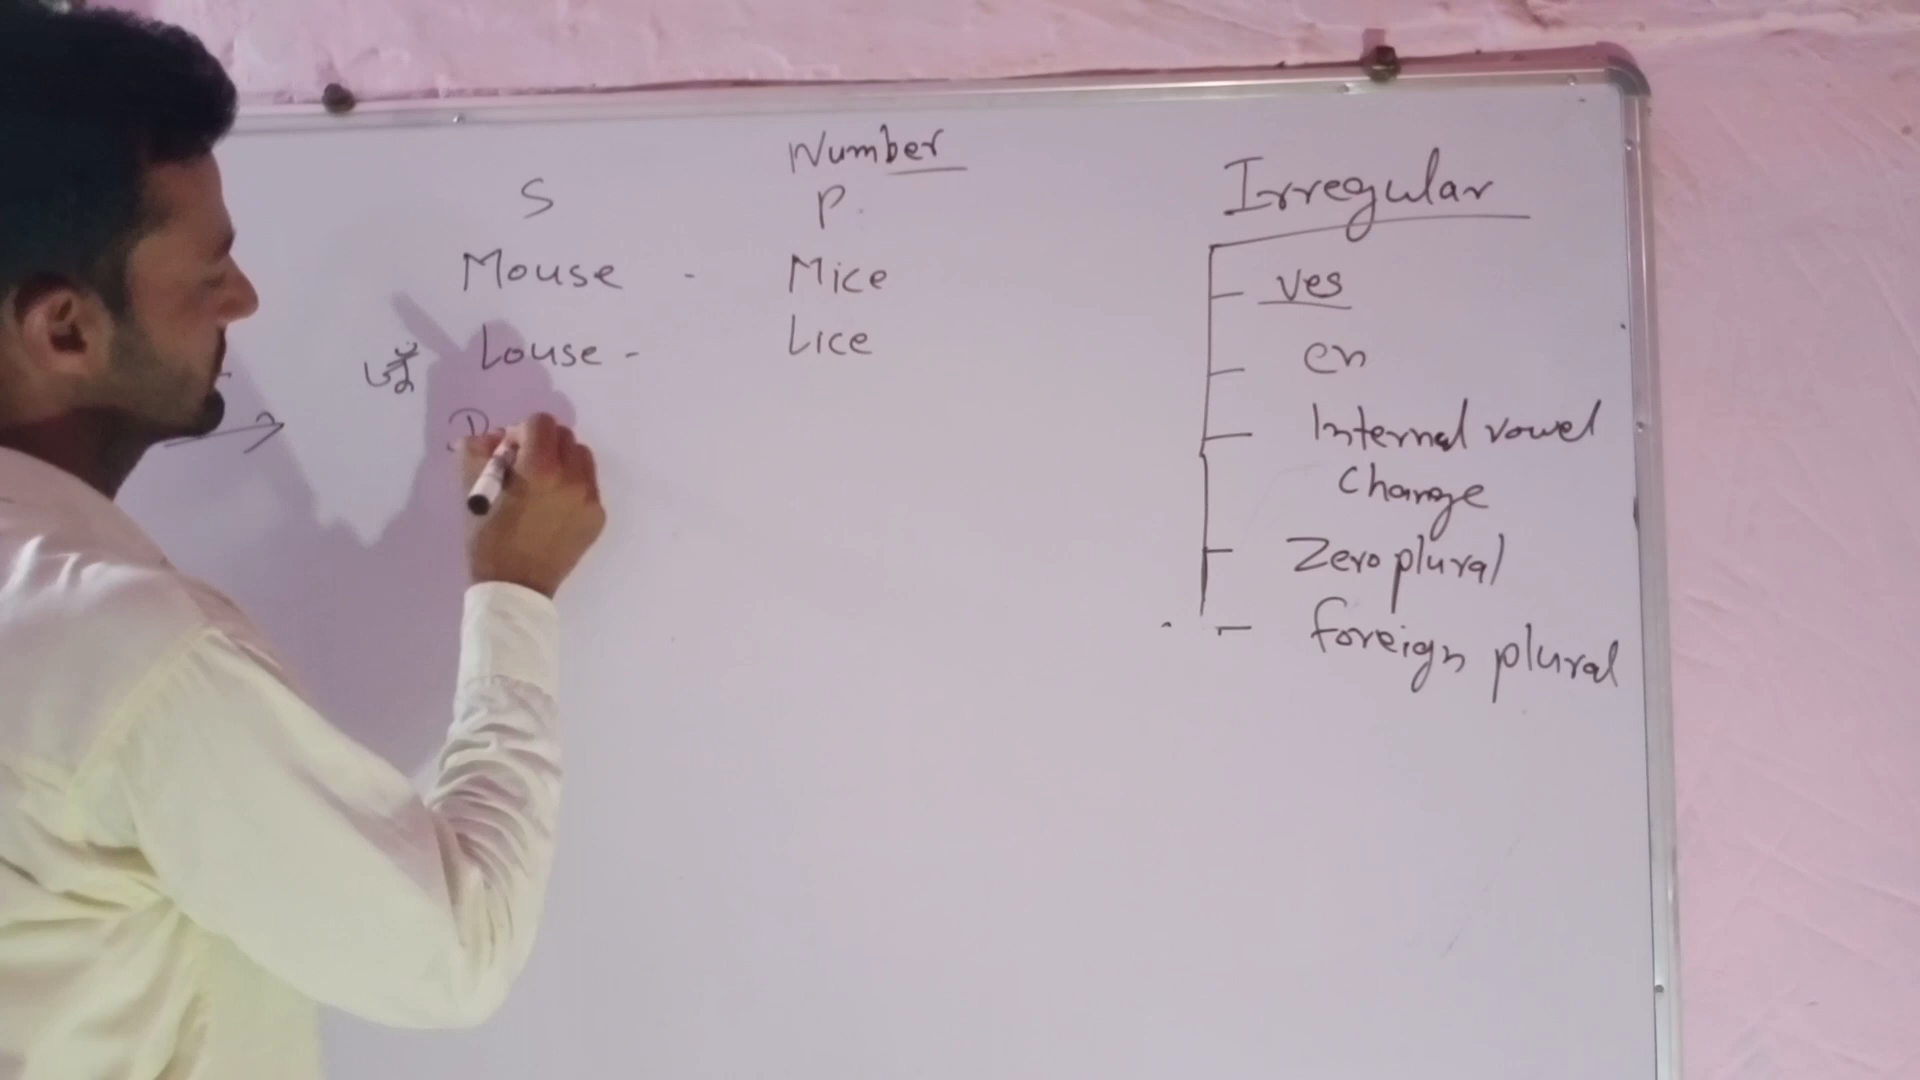 Number
S P.
Mouse - Mice
जूँ Louse - Lice
D
Irregular
ves
en
Internal vowel
change
Zero plural
foreign plural